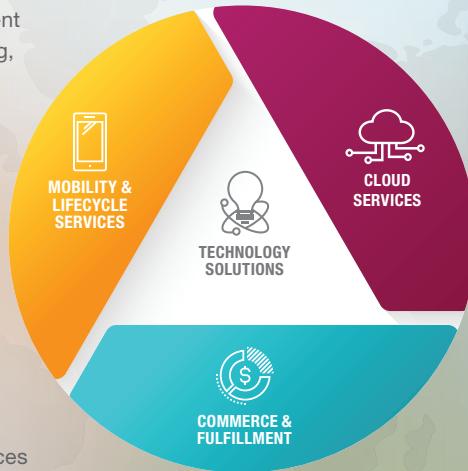 MOBILITY &
LIFECYCLE
SERVICES
CLOUD
SERVICES
TECHNOLOGY
SOLUTIONS
$
COMMERCE &
FULFILLMENT